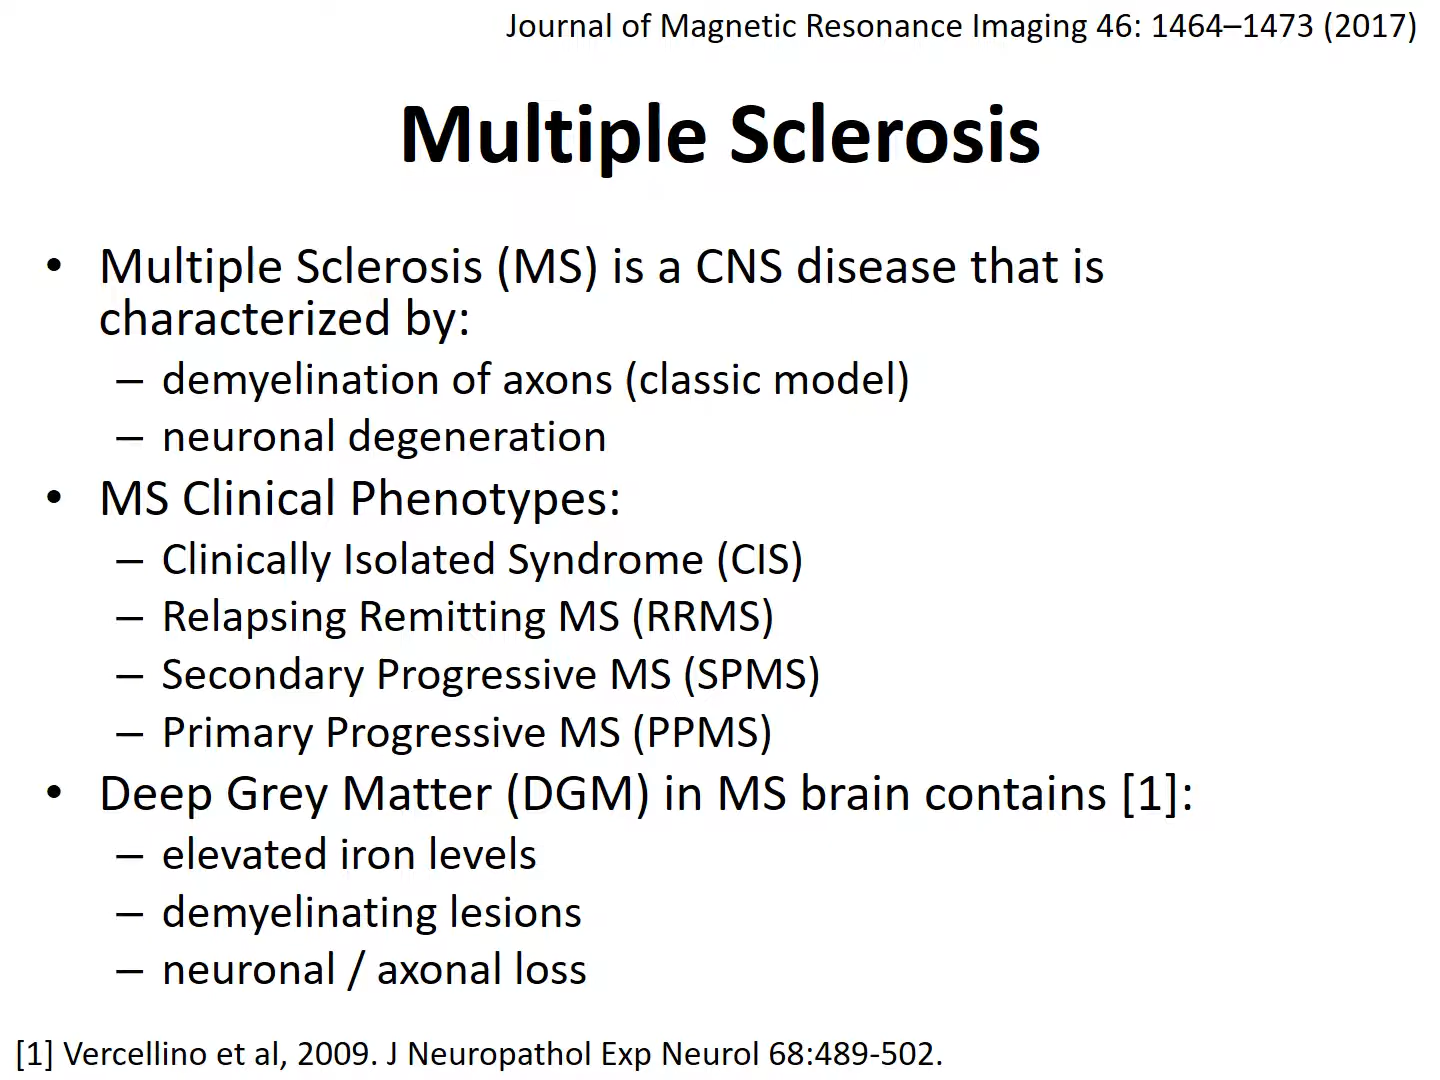 Journal of Magnetic Resonance Imaging 46: 1464–1473 (2017)
Multiple Sclerosis
• Multiple Sclerosis (MS) is a CNS disease that is
characterized by:
– demyelination of axons (classic model)
– neuronal degeneration
• MS Clinical Phenotypes:
– Clinically Isolated Syndrome (CIS)
– Relapsing Remitting MS (RRMS)
– Secondary Progressive MS (SPMS)
– Primary Progressive MS (PPMS)
• Deep Grey Matter (DGM) in MS brain contains [1]:
– elevated iron levels
– demyelinating lesions
– neuronal / axonal loss
[1] Vercellino et al, 2009. J Neuropathol Exp Neurol 68:489-502.